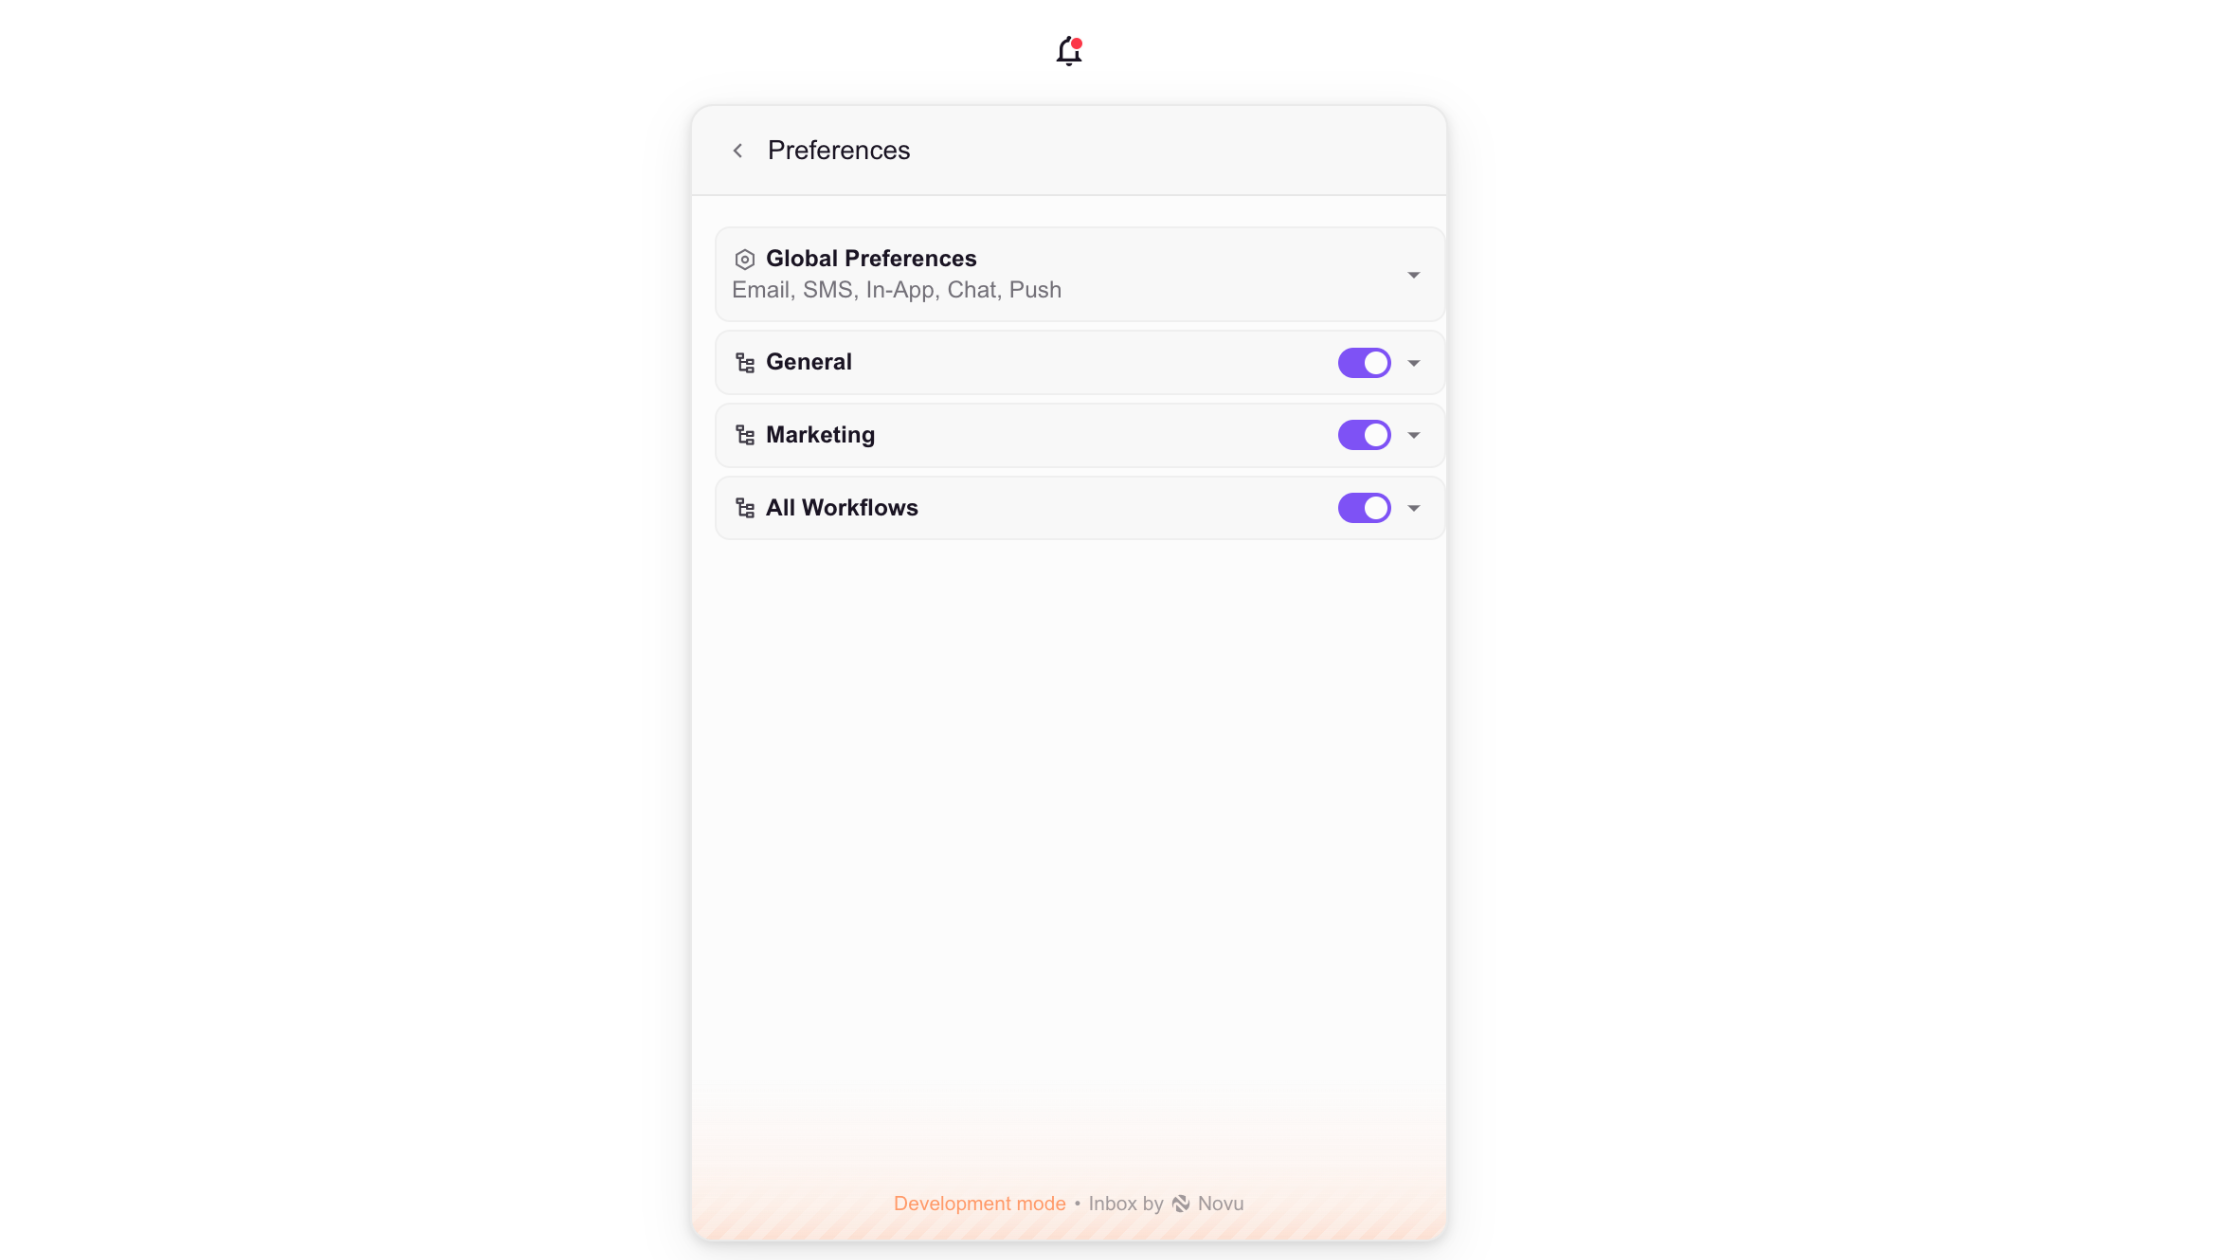 Preferences
Global Preferences
Email, SMS, In-App, Chat, Push
General
Marketing
All Workflows
Development mode • Inbox by Novu